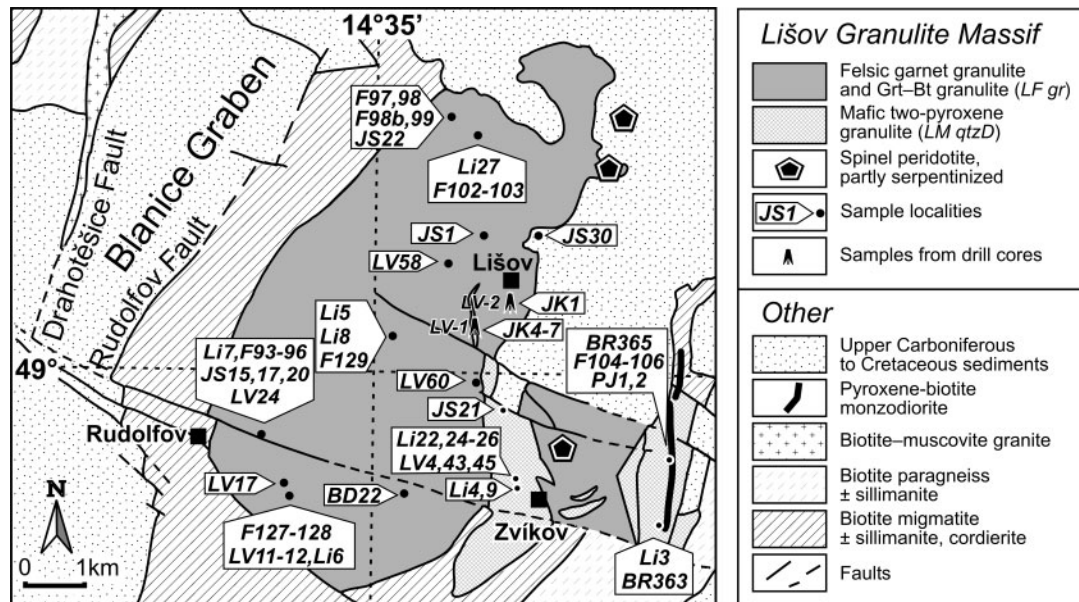 14°35’
F97,98
F98b,99
JS22
Li27
F102-103
Drahotěšice Fault
Blanice Graben
Rudolfov Fault
JS1
JS30
LV58
Lišov
LV-2
JK1
LV-1
JK4-7
Li5
Li8
F129
BR365
F104-106
PJ1,2
49°
Li7,F93-96
JS15,17,20
LV24
LV60
JS21
Rudolfov
Li22,24-26
LV4,43,45
LV17
BD22
Li4,9
Zvíkov
N
F127-128
LV11-12,Li6
Li3
BR363
0 1km
Lišov Granulite Massif
Felsic garnet granulite
and Grt–Bt granulite (LF gr)
Mafic two-pyroxene
granulite (LM qtzD)
Spinel peridotite,
partly serpentinized
JS1
Sample localities
Samples from drill cores
Other
Upper Carboniferous
to Cretaceous sediments
Pyroxene-biotite
monzodiorite
Biotite–muscovite granite
Biotite paragneiss
± sillimanite
Biotite migmatite
± sillimanite, cordierite
Faults